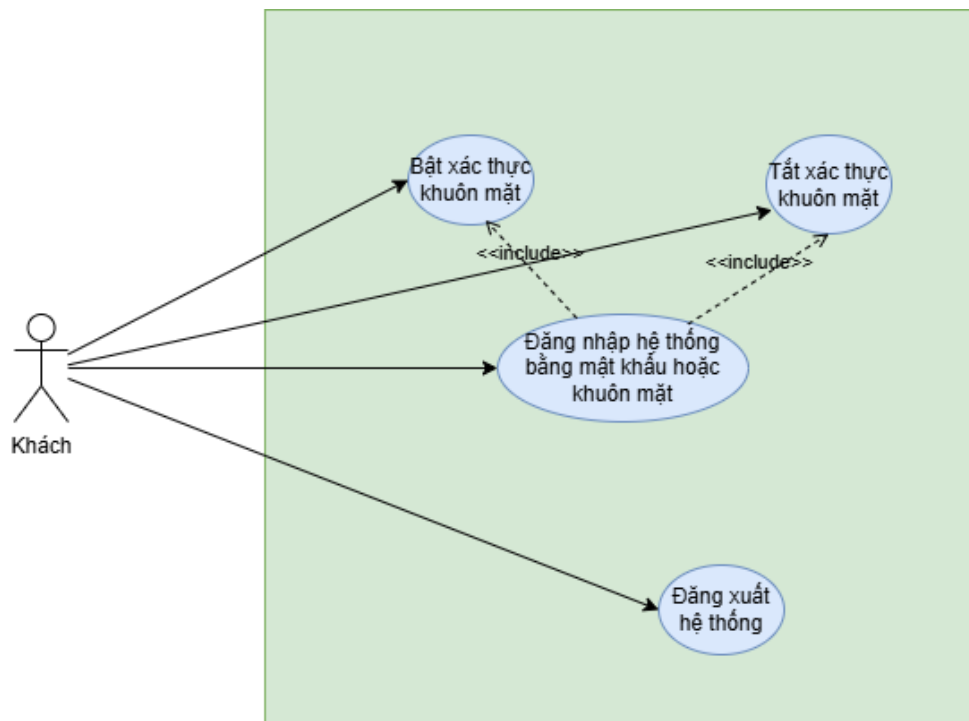 Bật xác thực
khuôn mặt
Tắt xác thực
khuôn mặt
<<include>>
<<include>>
Đăng nhập hệ thống
bằng mật khẩu hoặc
khuôn mặt
Khách
Đăng xuất
hệ thống